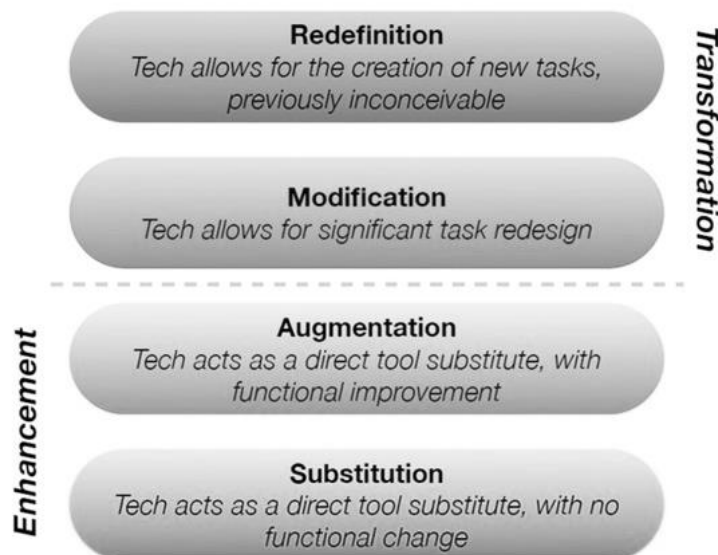 Redefinition
Tech allows for the creation of new tasks,
previously inconceivable
Transformation
Modification
Tech allows for significant task redesign
Augmentation
Tech acts as a direct tool substitute, with
functional improvement
Enhancement
Substitution
Tech acts as a direct tool substitute, with no
functional change